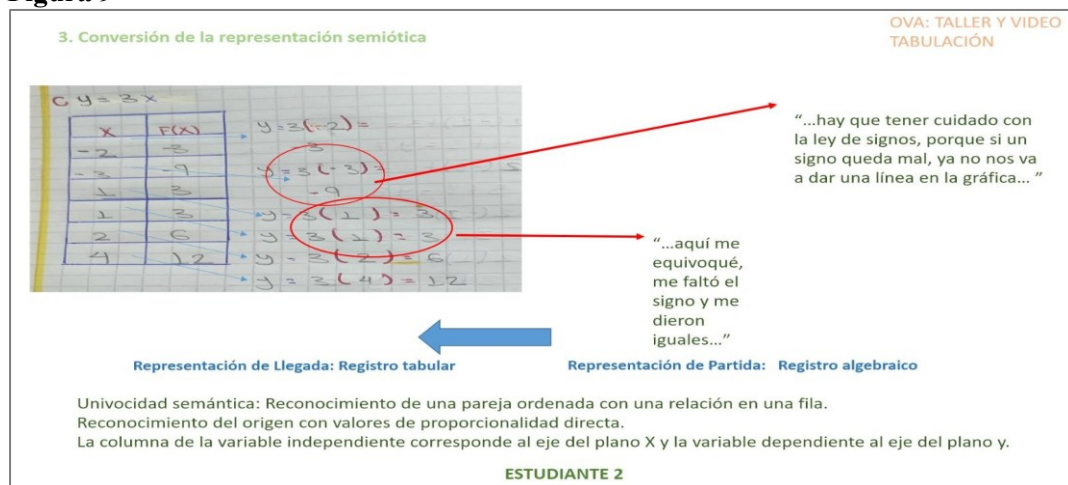 3. Conversión de la representación semiótica
OVA: TALLER Y VIDEO
TABULACIÓN
C y = 3x
X F(X)
-2 -3
-3 -9
1 3
1 3
2 6
4 12
y = 3(-2) =
-3
y = 3(-3) =
-9
y = 3(1) = 3
y = 3(1) = 3
y = 3(2) = 6
y = 3(4) = 12
“...hay que tener cuidado con
la ley de signos, porque si un
signo queda mal, ya no nos va
a dar una línea en la gráfica... ”
“...aquí me
equivoqué,
me faltó el
signo y me
dieron
iguales...”
Representación de Llegada: Registro tabular
Representación de Partida: Registro algebraico
Univocidad semántica: Reconocimiento de una pareja ordenada con una relación en una fila.
Reconocimiento del origen con valores de proporcionalidad directa.
La columna de la variable independiente corresponde al eje del plano X y la variable dependiente al eje del plano y.
ESTUDIANTE 2